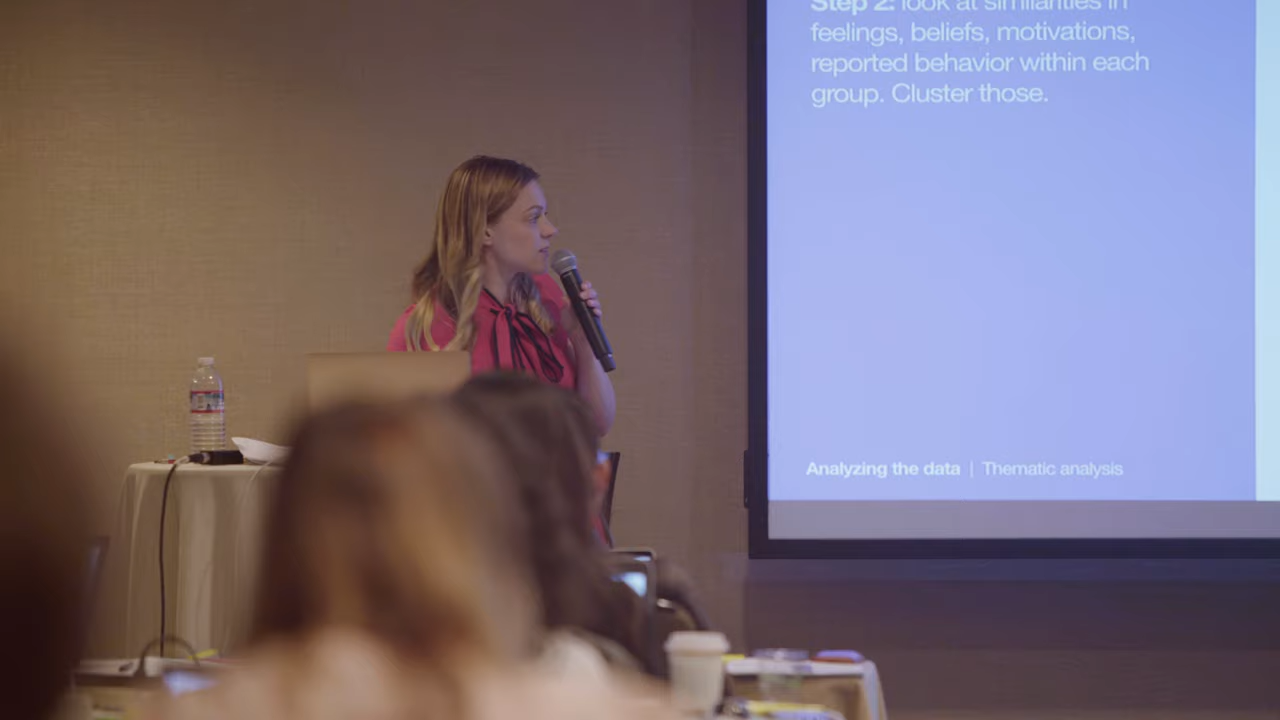 Step 2: look at similarities in
feelings, beliefs, motivations,
reported behavior within each
group. Cluster those.
Analyzing the data | Thematic analysis